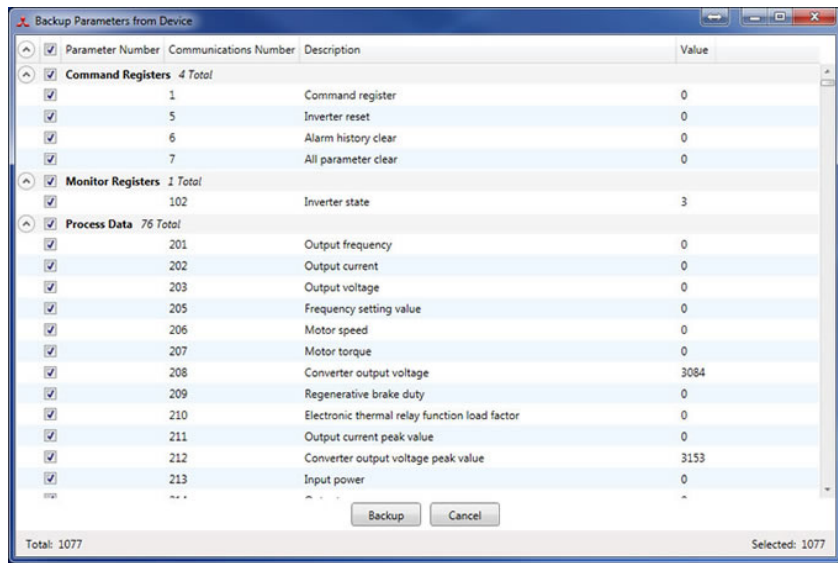 Backup Parameters from Device
Parameter Number Communications Number Description Value
Command Registers 4 Total
1 Command register 0
5 Inverter reset 0
6 Alarm history clear 0
7 All parameter clear 0
Monitor Registers 1 Total
102 Inverter state 3
Process Data 76 Total
201 Output frequency 0
202 Output current 0
203 Output voltage 0
205 Frequency setting value 0
206 Motor speed 0
207 Motor torque 0
208 Converter output voltage 3084
209 Regenerative brake duty 0
210 Electronic thermal relay function load factor 0
211 Output current peak value 0
212 Converter output voltage peak value 3153
213 Input power 0
Backup Cancel
Total: 1077 Selected: 1077